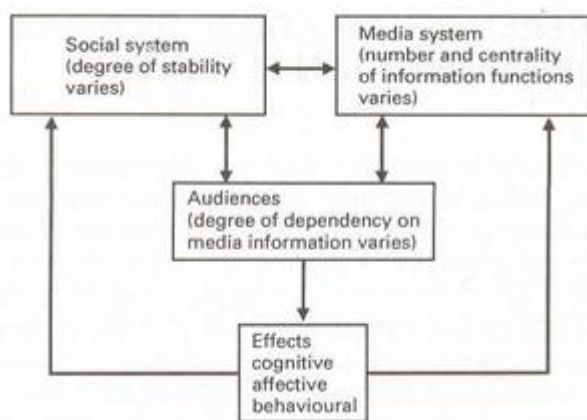 Social system
(degree of stability
varies)
Media system
(number and centrality
of information functions
varies)
Audiences
(degree of dependency on
media information varies)
Effects
cognitive
affective
behavioural